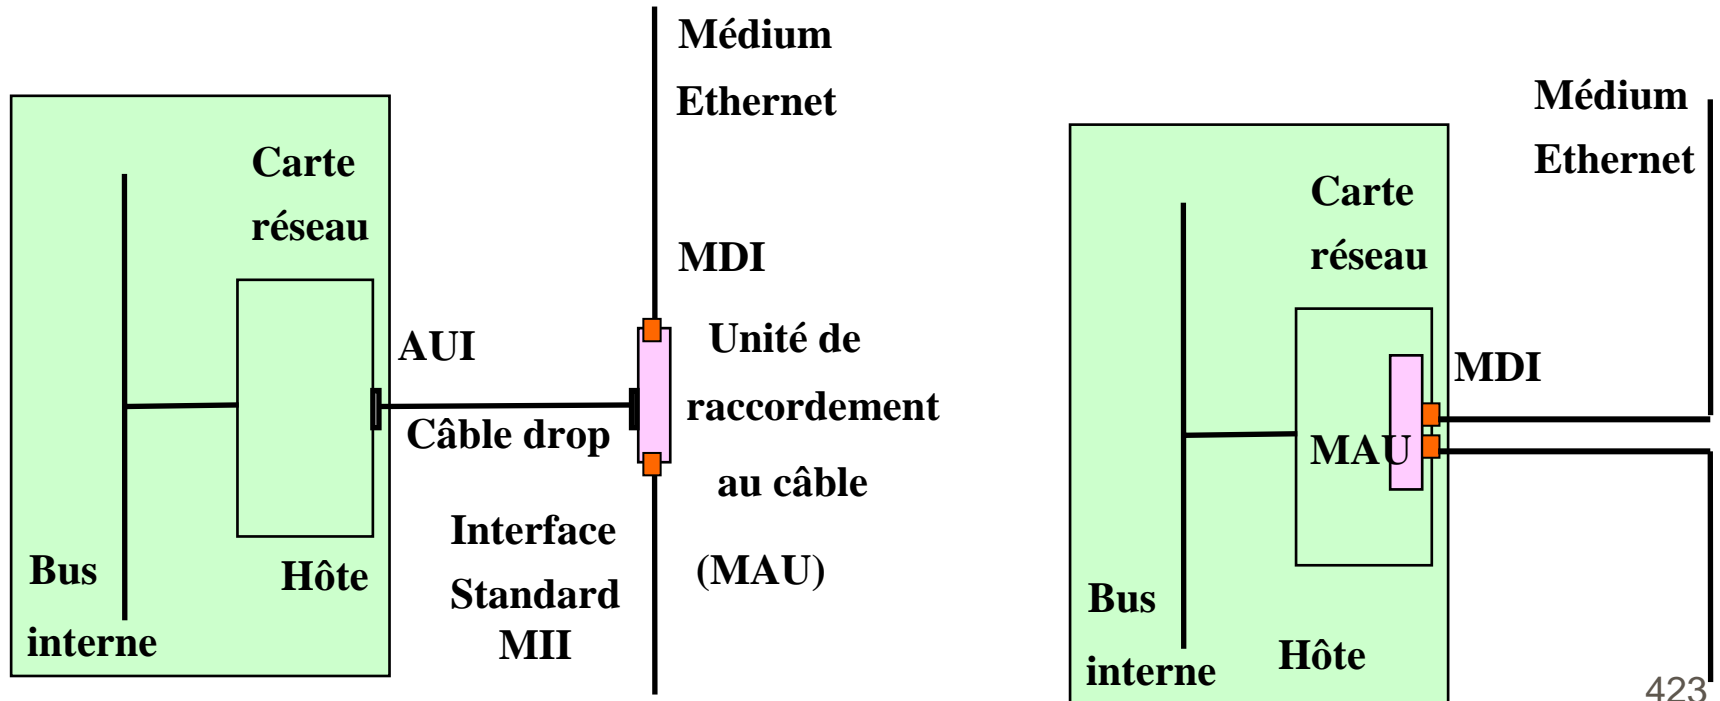 Médium
Ethernet
Carte
réseau
MDI
AUI
Unité de
raccordement
Câble drop
au câble
Interface
Standard
MII
(MAU)
Bus
interne
Hôte
Médium
Ethernet
Carte
réseau
MDI
MAU
Bus
interne
Hôte
423